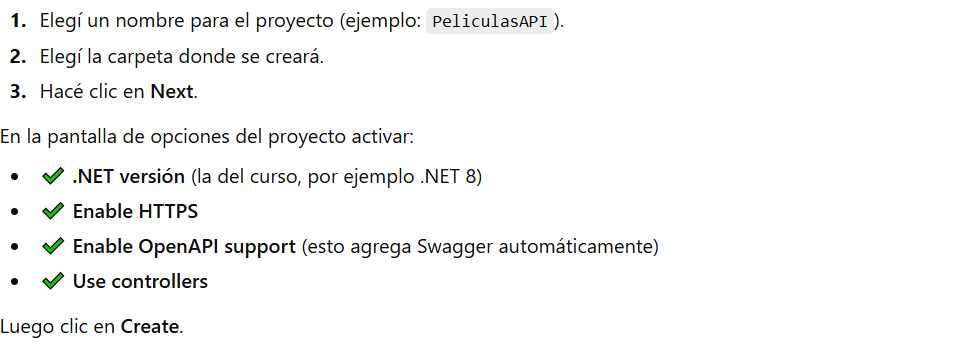 1. Elegí un nombre para el proyecto (ejemplo: PeliculasAPI).
2. Elegí la carpeta donde se creará.
3. Hacé clic en Next.
En la pantalla de opciones del proyecto activar:
• ✔ .NET versión (la del curso, por ejemplo .NET 8)
• ✔ Enable HTTPS
• ✔ Enable OpenAPI support (esto agrega Swagger automáticamente)
• ✔ Use controllers
Luego clic en Create.